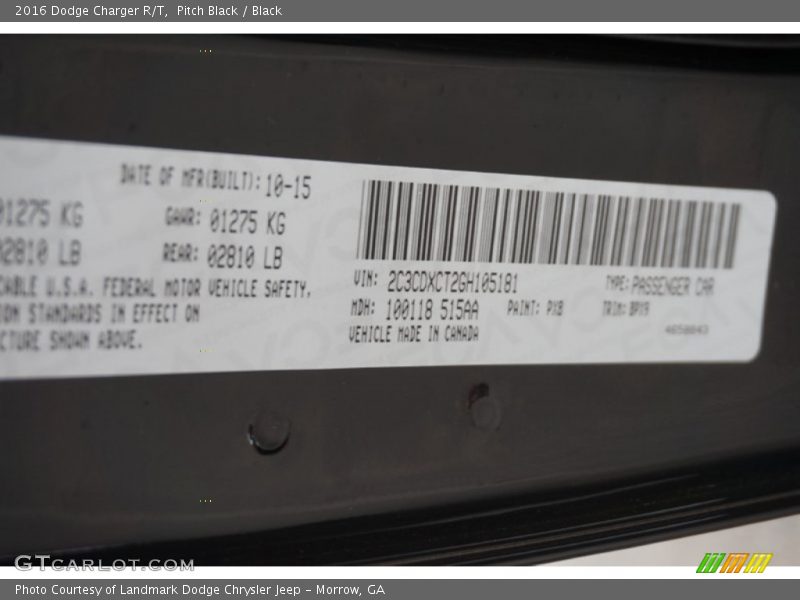 2016 Dodge Charger R/T, Pitch Black / Black
DATE OF MFR(BUILT): 10-15
01275 KG GAWR: 01275 KG
02810 LB REAR: 02810 LB
CABLE U.S.A. FEDERAL MOTOR VEHICLE SAFETY,
ION STANDARDS IN EFFECT ON
CTURE SHOWN ABOVE.
VIN: 2C3CDXCT2GH105181 TYPE: PASSENGER CAR
MDH: 100118 515AA PAINT: PX8 TRIM: BPX9
VEHICLE MADE IN CANADA
GTCARLOT.COM
Photo Courtesy of Landmark Dodge Chrysler Jeep – Morrow, GA